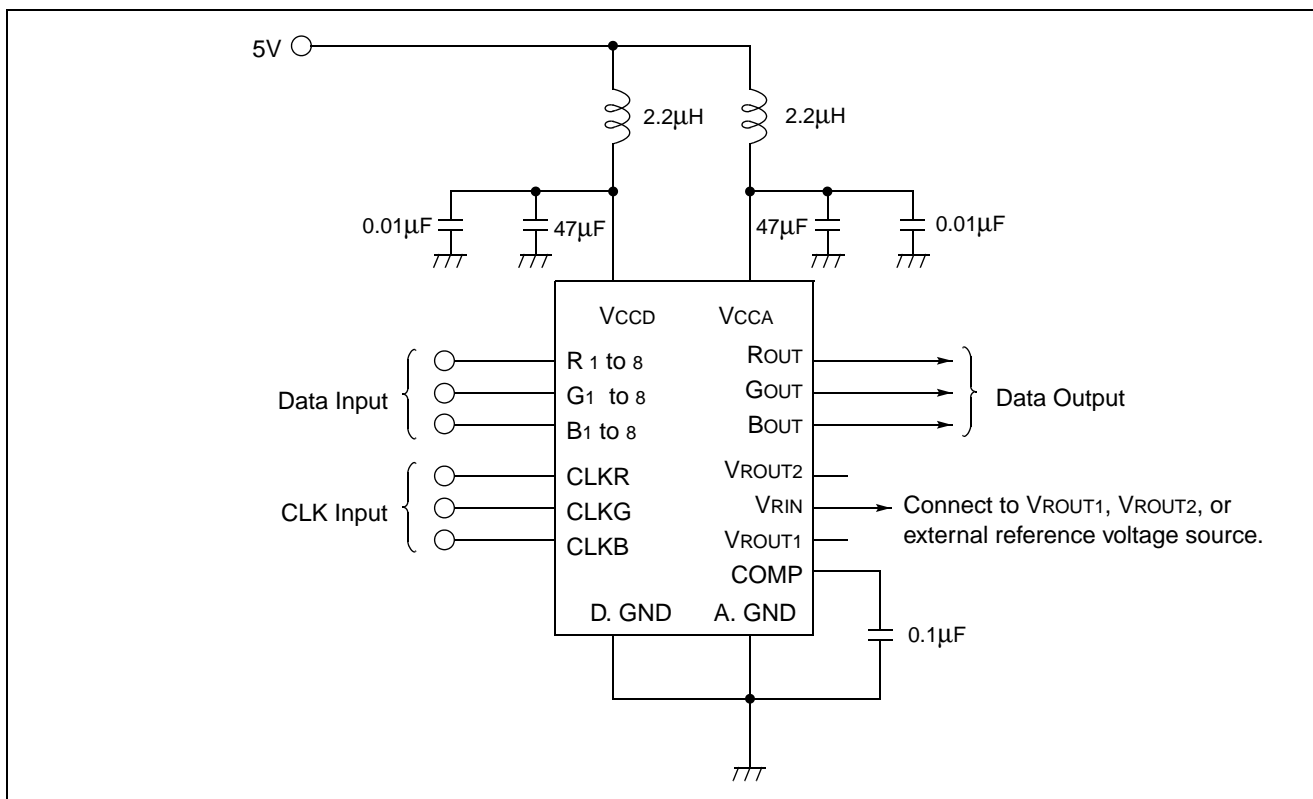 5V
2.2µH
2.2µH
0.01µF
47µF
47µF
0.01µF
VCCD
VCCA
Data Input
R 1 to 8
G1 to 8
B1 to 8
ROUT
GOUT
BOUT
Data Output
CLK Input
CLKR
CLKG
CLKB
VROUT2
VRIN
VROUT1
COMP
Connect to VROUT1, VROUT2, or
external reference voltage source.
D. GND
A. GND
0.1µF